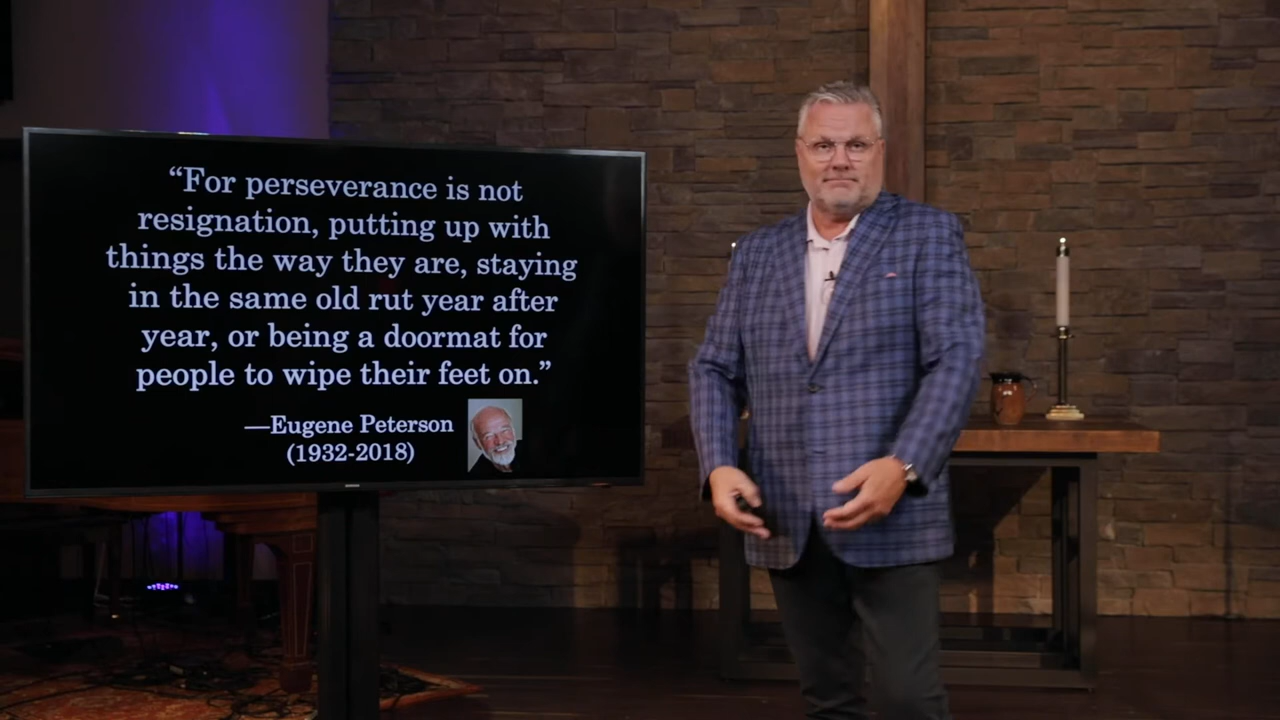 “For perseverance is not
resignation, putting up with
things the way they are, staying
in the same old rut year after
year, or being a doormat for
people to wipe their feet on.”
—Eugene Peterson
(1932-2018)